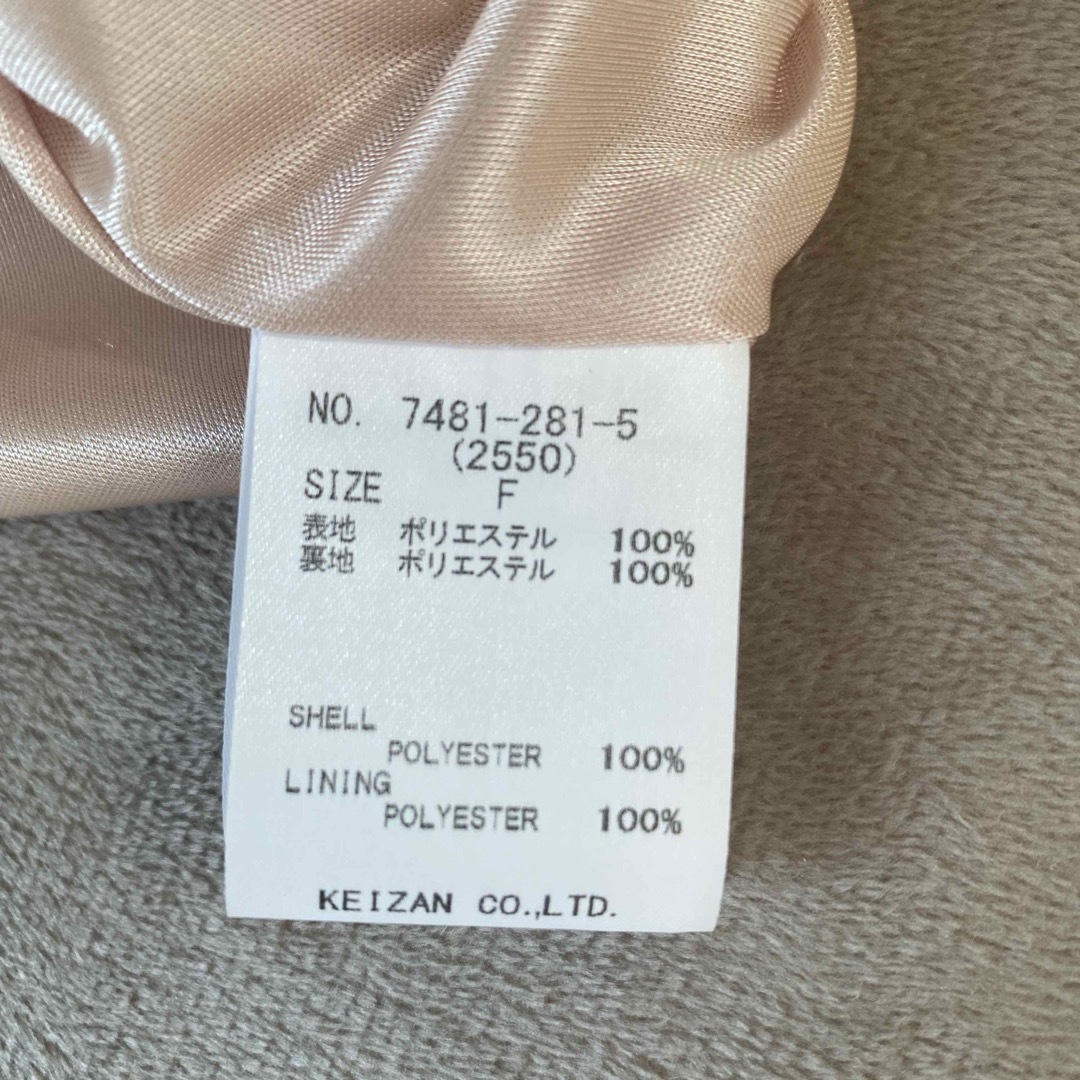 NO. 7481-281-5
(2550)
SIZE F
表地 ポリエステル 100%
裏地 ポリエステル 100%
SHELL
POLYESTER 100%
LINING
POLYESTER 100%
KEIZAN CO.,LTD.